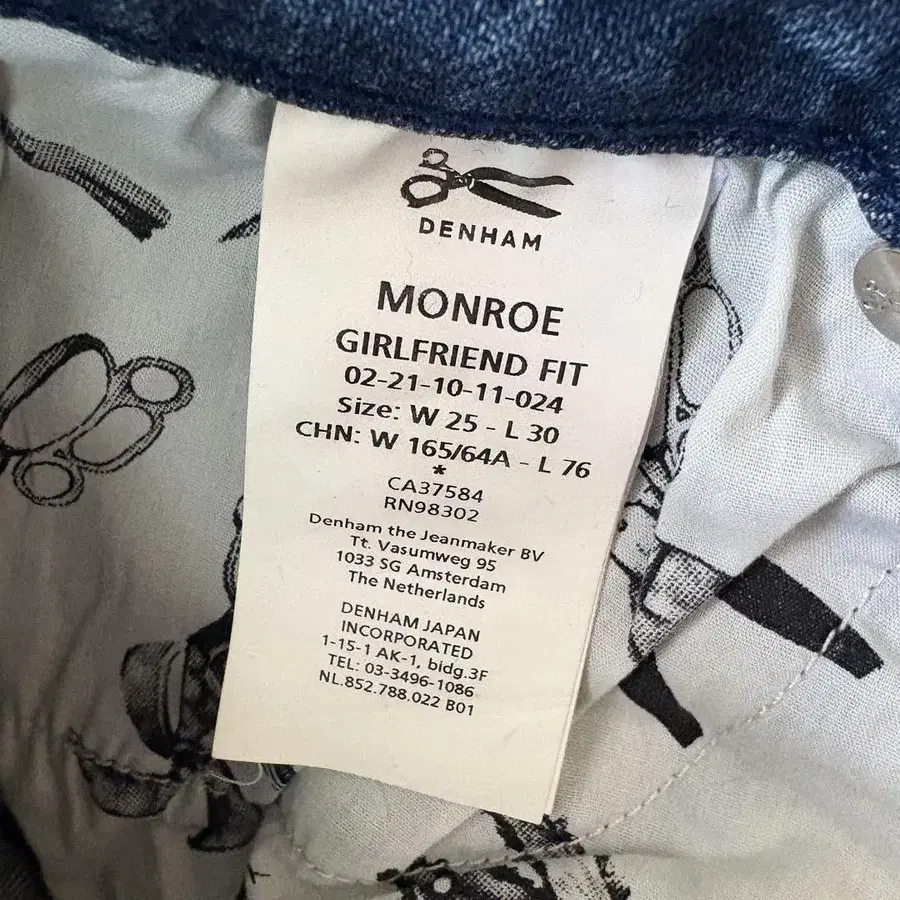 DENHAM
MONROE
GIRLFRIEND FIT
02-21-10-11-024
Size: W 25 - L 30
CHN: W 165/64A - L 76
*
CA37584
RN98302
Denham the Jeanmaker BV
Tt. Vasumweg 95
1033 SG Amsterdam
The Netherlands
DENHAM JAPAN
INCORPORATED
1-15-1 AK-1, bidg.3F
TEL: 03-3496-1086
NL.852.788.022 B01